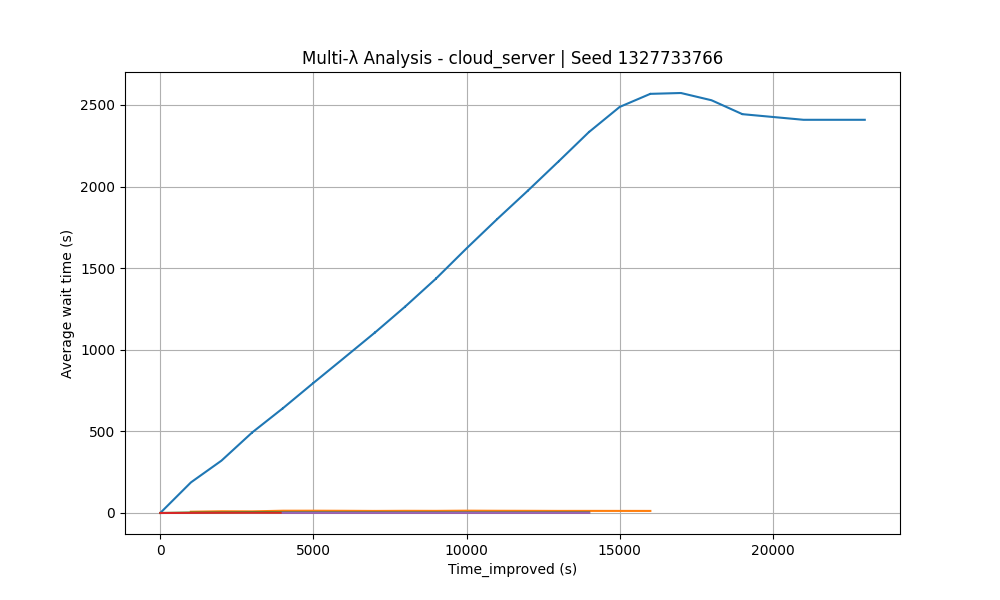 Multi-λ Analysis - cloud_server | Seed 1327733766
Average wait time (s)
2500
2000
1500
1000
500
0
0 5000 10000 15000 20000
Time_improved (s)